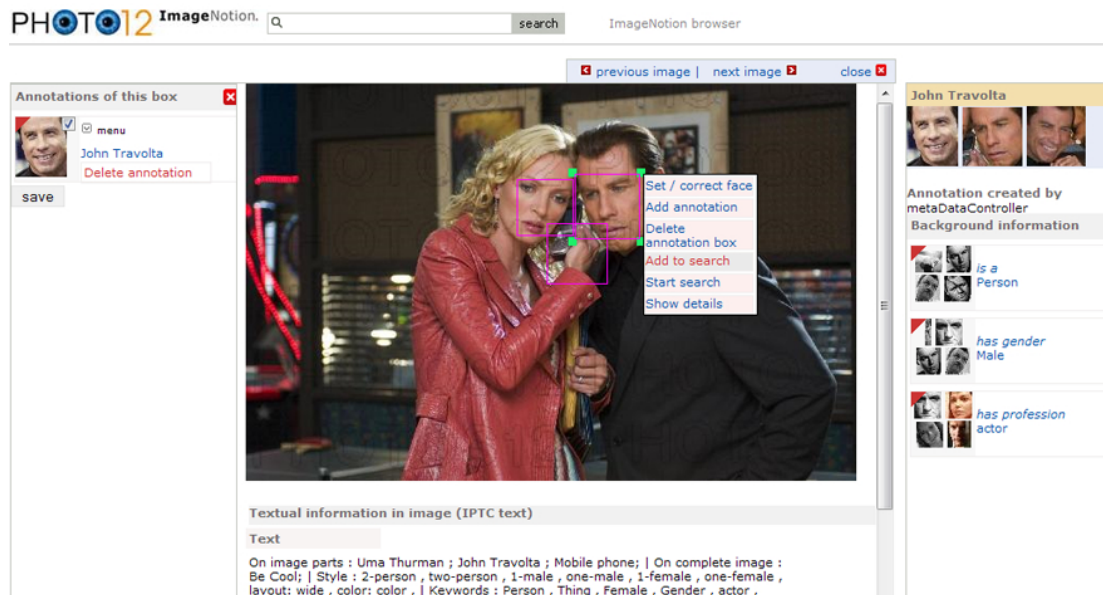 PHOTO12 ImageNotion.
search
ImageNotion browser
previous image | next image close
Annotations of this box
menu
John Travolta
Delete annotation
save
Set / correct face
Add annotation
Delete
annotation box
Add to search
Start search
Show details
John Travolta
Annotation created by
metaDataController
Background information
is a
Person
has gender
Male
has profession
actor
Textual information in image (IPTC text)
Text
On image parts : Uma Thurman ; John Travolta ; Mobile phone; | On complete image :
Be Cool; | Style : 2-person , two-person , 1-male , one-male , 1-female , one-female ,
layout: wide , color: color , | Keywords : Person , Thing , Female , Gender , actor ,